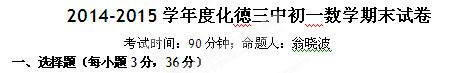 2014-2015 学年度化德三中初一数学期末试卷
考试时间：90 分钟；命题人：翁晓波
一、选择题（每小题 3 分，36 分）